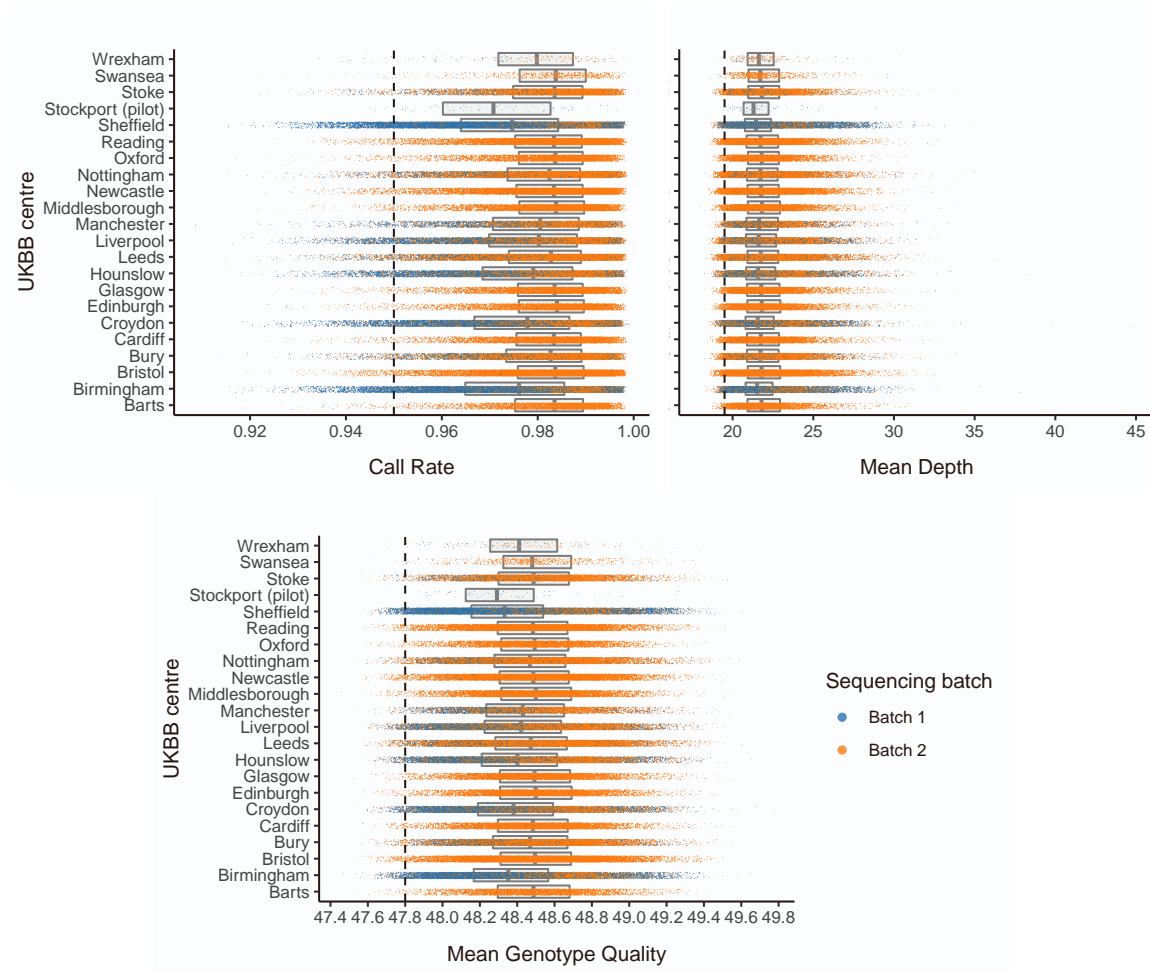 UKBB centre
Wrexham
Swansea
Stoke
Stockport (pilot)
Sheffield
Reading
Oxford
Nottingham
Newcastle
Middlesborough
Manchester
Liverpool
Leeds
Hounslow
Glasgow
Edinburgh
Croydon
Cardiff
Bury
Bristol
Birmingham
Barts
0.92 0.94 0.96 0.98 1.00
Call Rate
20 25 30 35 40 45
Mean Depth
UKBB centre
Wrexham
Swansea
Stoke
Stockport (pilot)
Sheffield
Reading
Oxford
Nottingham
Newcastle
Middlesborough
Manchester
Liverpool
Leeds
Hounslow
Glasgow
Edinburgh
Croydon
Cardiff
Bury
Bristol
Birmingham
Barts
47.4 47.6 47.8 48.0 48.2 48.4 48.6 48.8 49.0 49.2 49.4 49.6 49.8
Mean Genotype Quality
Sequencing batch
Batch 1
Batch 2